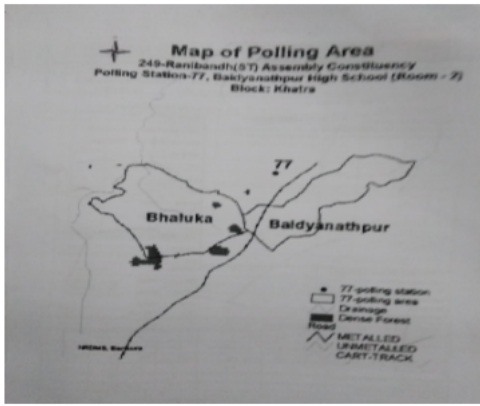 Map of Polling Area
249-Ranibandh(ST) Assembly Constituency
Polling Station-77, Baidyanathpur High School (Room - 2)
Block: Khatra
77
Bhaluka
Baidyanathpur
77-polling station
77-polling area
Drainage
Dense Forest
Road
METALLED
UNMETALLED
CART-TRACK